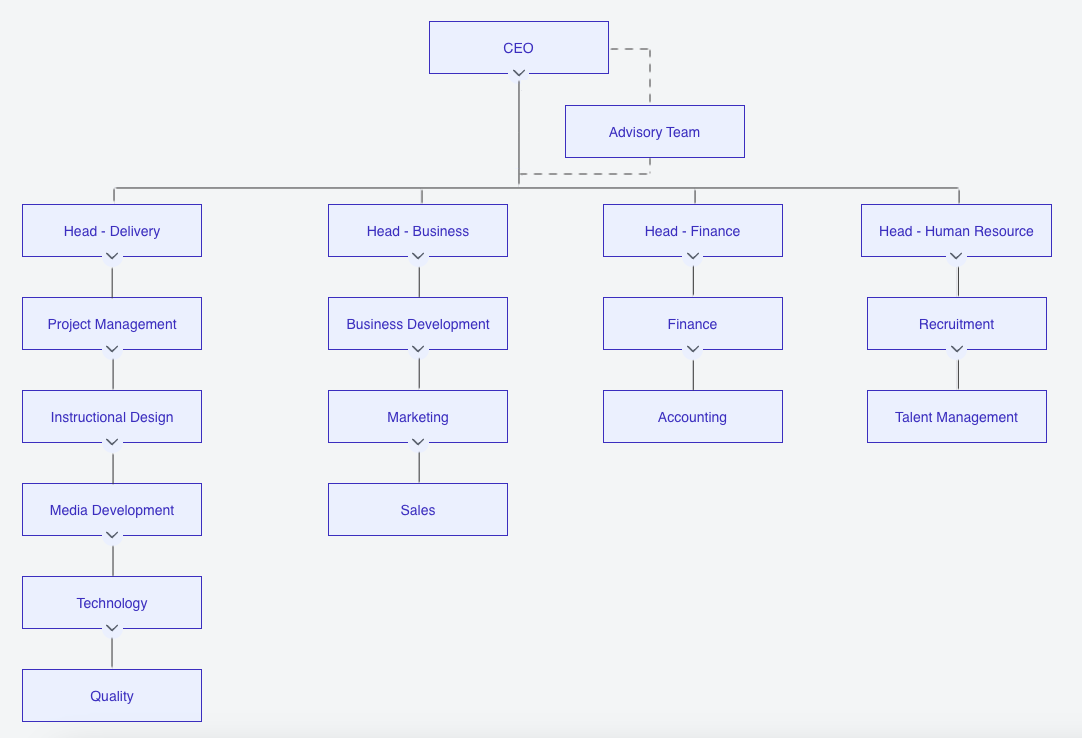 CEO
Advisory Team
Head - Delivery
Head - Business
Head - Finance
Head - Human Resource
Project Management
Business Development
Finance
Recruitment
Instructional Design
Marketing
Accounting
Talent Management
Media Development
Sales
Technology
Quality